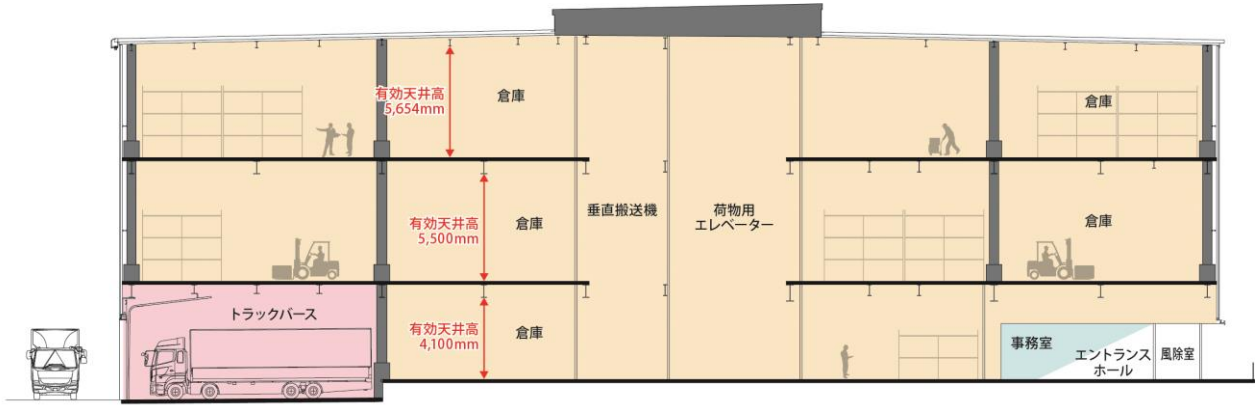 有効天井高
5,654mm
倉庫
倉庫
有効天井高
5,500mm
倉庫
垂直搬送機
荷物用
エレベーター
倉庫
トラックバース
有効天井高
4,100mm
倉庫
事務室
エントランス
ホール
風除室